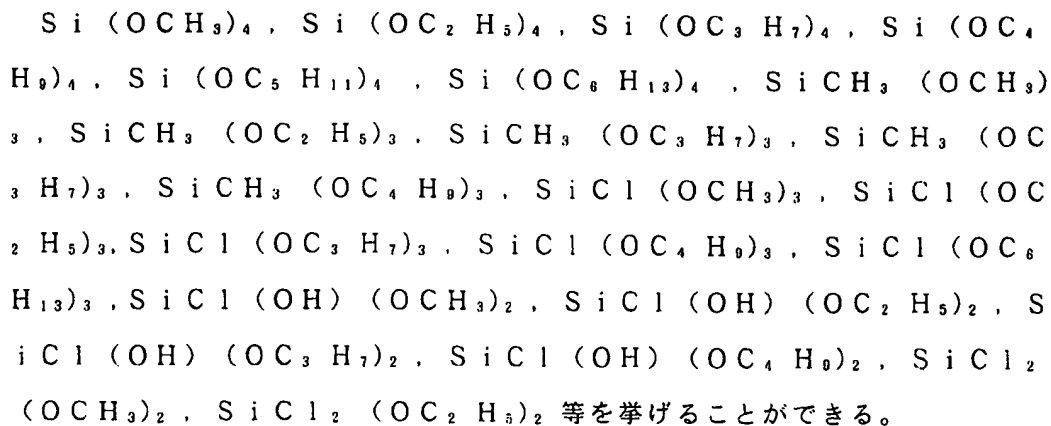 Si(OCH₃)₄, Si(OC₂H₅)₄, Si(OC₃H₇)₄, Si(OC₄
H₉)₄, Si(OC₅H₁₁)₄, Si(OC₆H₁₃)₄, SiCH₃(OCH₃)
₃, SiCH₃(OC₂H₅)₃, SiCH₃(OC₃H₇)₃, SiCH₃(OC
₃H₇)₃, SiCH₃(OC₄H₉)₃, SiCl(OCH₃)₃, SiCl(OC
₂H₅)₃, SiCl(OC₃H₇)₃, SiCl(OC₄H₉)₃, SiCl(OC₆
H₁₃)₃, SiCl(OH)(OCH₃)₂, SiCl(OH)(OC₂H₅)₂, S
iCl(OH)(OC₃H₇)₂, SiCl(OH)(OC₄H₉)₂, SiCl₂
(OCH₃)₂, SiCl₂(OC₂H₅)₂等を挙げることができる。